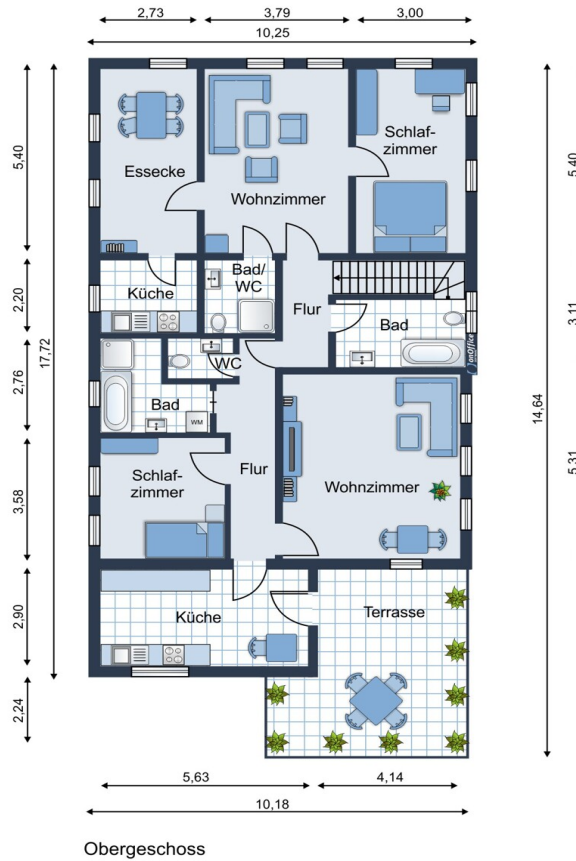 2,73
3,79
3,00
10,25
5,40
2,20
2,76
3,58
2,90
2,24
17,72
Essecke
Wohnzimmer
Schlaf-
zimmer
Küche
Bad/
WC
Flur
Bad
WC
Bad
WM
Schlaf-
zimmer
Flur
Wohnzimmer
Küche
Terrasse
onOffice
5,40
3,11
5,31
14,64
5,63
4,14
10,18
Obergeschoss